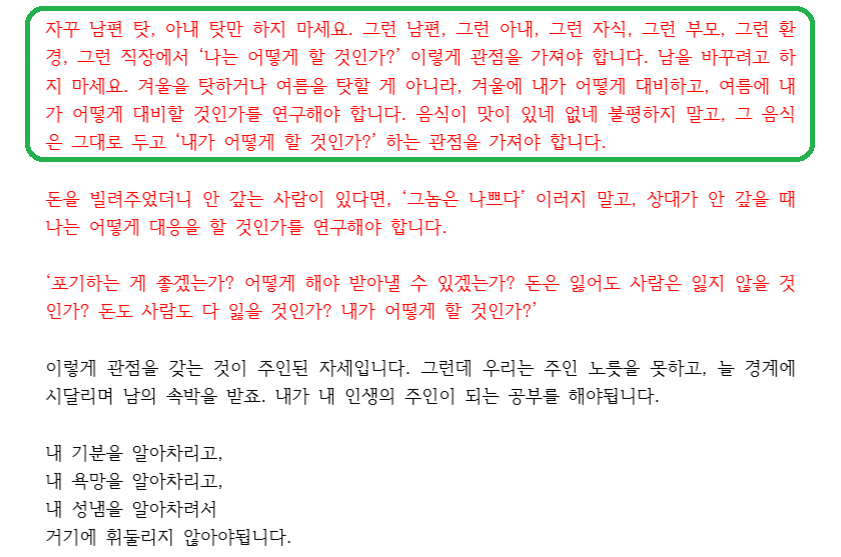 자꾸 남편 탓, 아내 탓만 하지 마세요. 그런 남편, 그런 아내, 그런 자식, 그런 부모, 그런 환
경, 그런 직장에서 ‘나는 어떻게 할 것인가?’ 이렇게 관점을 가져야 합니다. 남을 바꾸려고 하
지 마세요. 겨울을 탓하거나 여름을 탓할 게 아니라, 겨울에 내가 어떻게 대비하고, 여름에 내
가 어떻게 대비할 것인가를 연구해야 합니다. 음식이 맛이 있네 없네 불평하지 말고, 그 음식
은 그대로 두고 ‘내가 어떻게 할 것인가?’ 하는 관점을 가져야 합니다.
돈을 빌려주었더니 안 갚는 사람이 있다면, ‘그놈은 나쁘다’ 이러지 말고, 상대가 안 갚을 때
나는 어떻게 대응을 할 것인가를 연구해야 합니다.
‘포기하는 게 좋겠는가? 어떻게 해야 받아낼 수 있겠는가? 돈은 잃어도 사람은 잃지 않을 것
인가? 돈도 사람도 다 잃을 것인가? 내가 어떻게 할 것인가?’
이렇게 관점을 갖는 것이 주인된 자세입니다. 그런데 우리는 주인 노릇을 못하고, 늘 경계에
시달리며 남의 속박을 받죠. 내가 내 인생의 주인이 되는 공부를 해야됩니다.
내 기분을 알아차리고,
내 욕망을 알아차리고,
내 성냄을 알아차려서
거기에 휘둘리지 않아야됩니다.